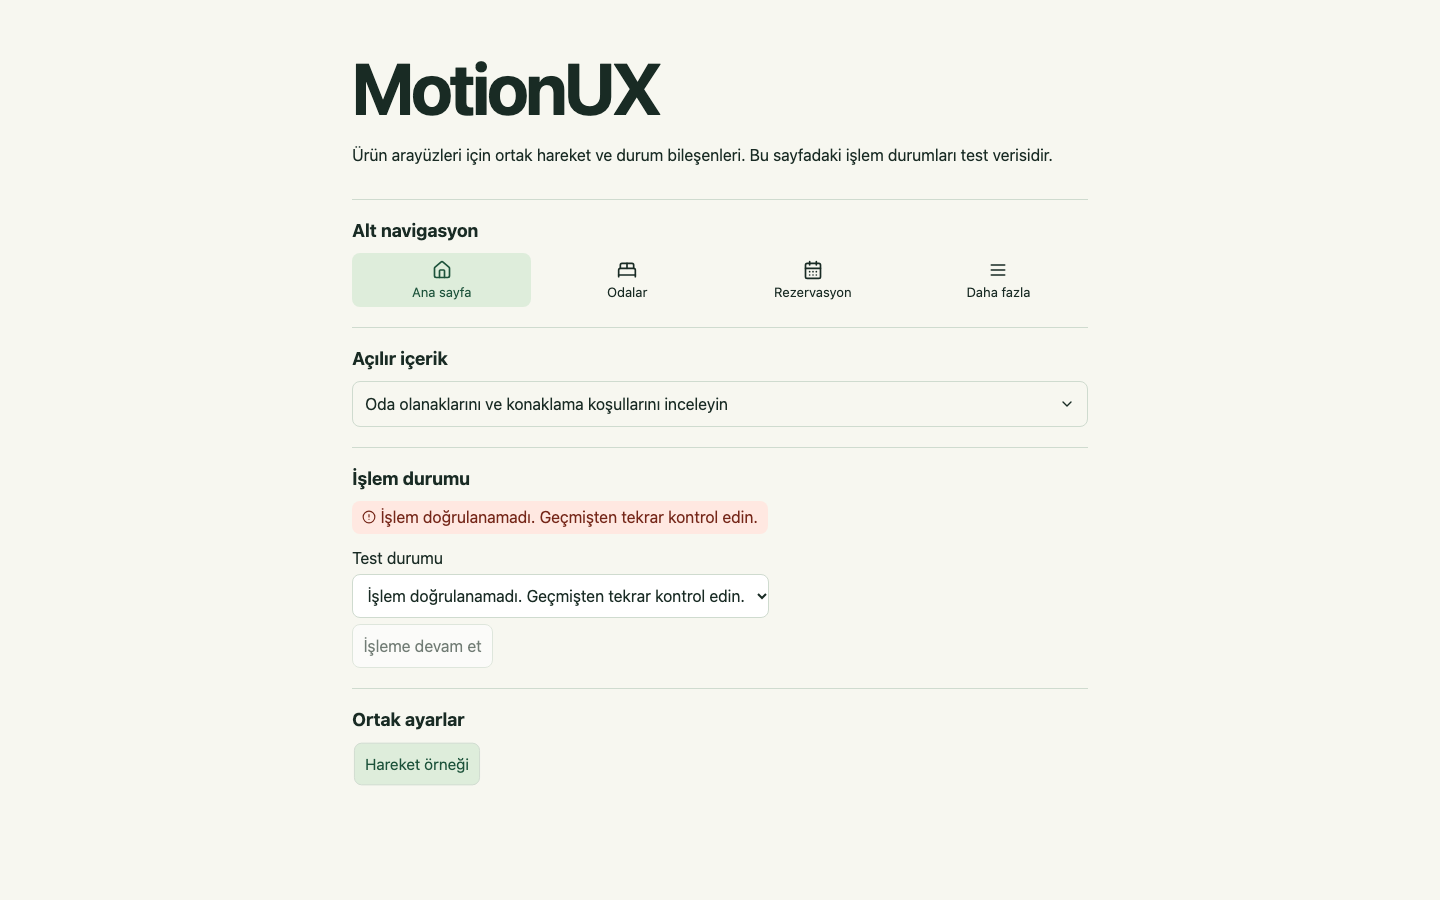 MotionUX
Ürün arayüzleri için ortak hareket ve durum bileşenleri. Bu sayfadaki işlem durumları test verisidir.
Alt navigasyon
Ana sayfa
Odalar
Rezervasyon
Daha fazla
Açılır içerik
Oda olanaklarını ve konaklama koşullarını inceleyin
İşlem durumu
İşlem doğrulanamadı. Geçmişten tekrar kontrol edin.
Test durumu
İşlem doğrulanamadı. Geçmişten tekrar kontrol edin.
İşleme devam et
Ortak ayarlar
Hareket örneği